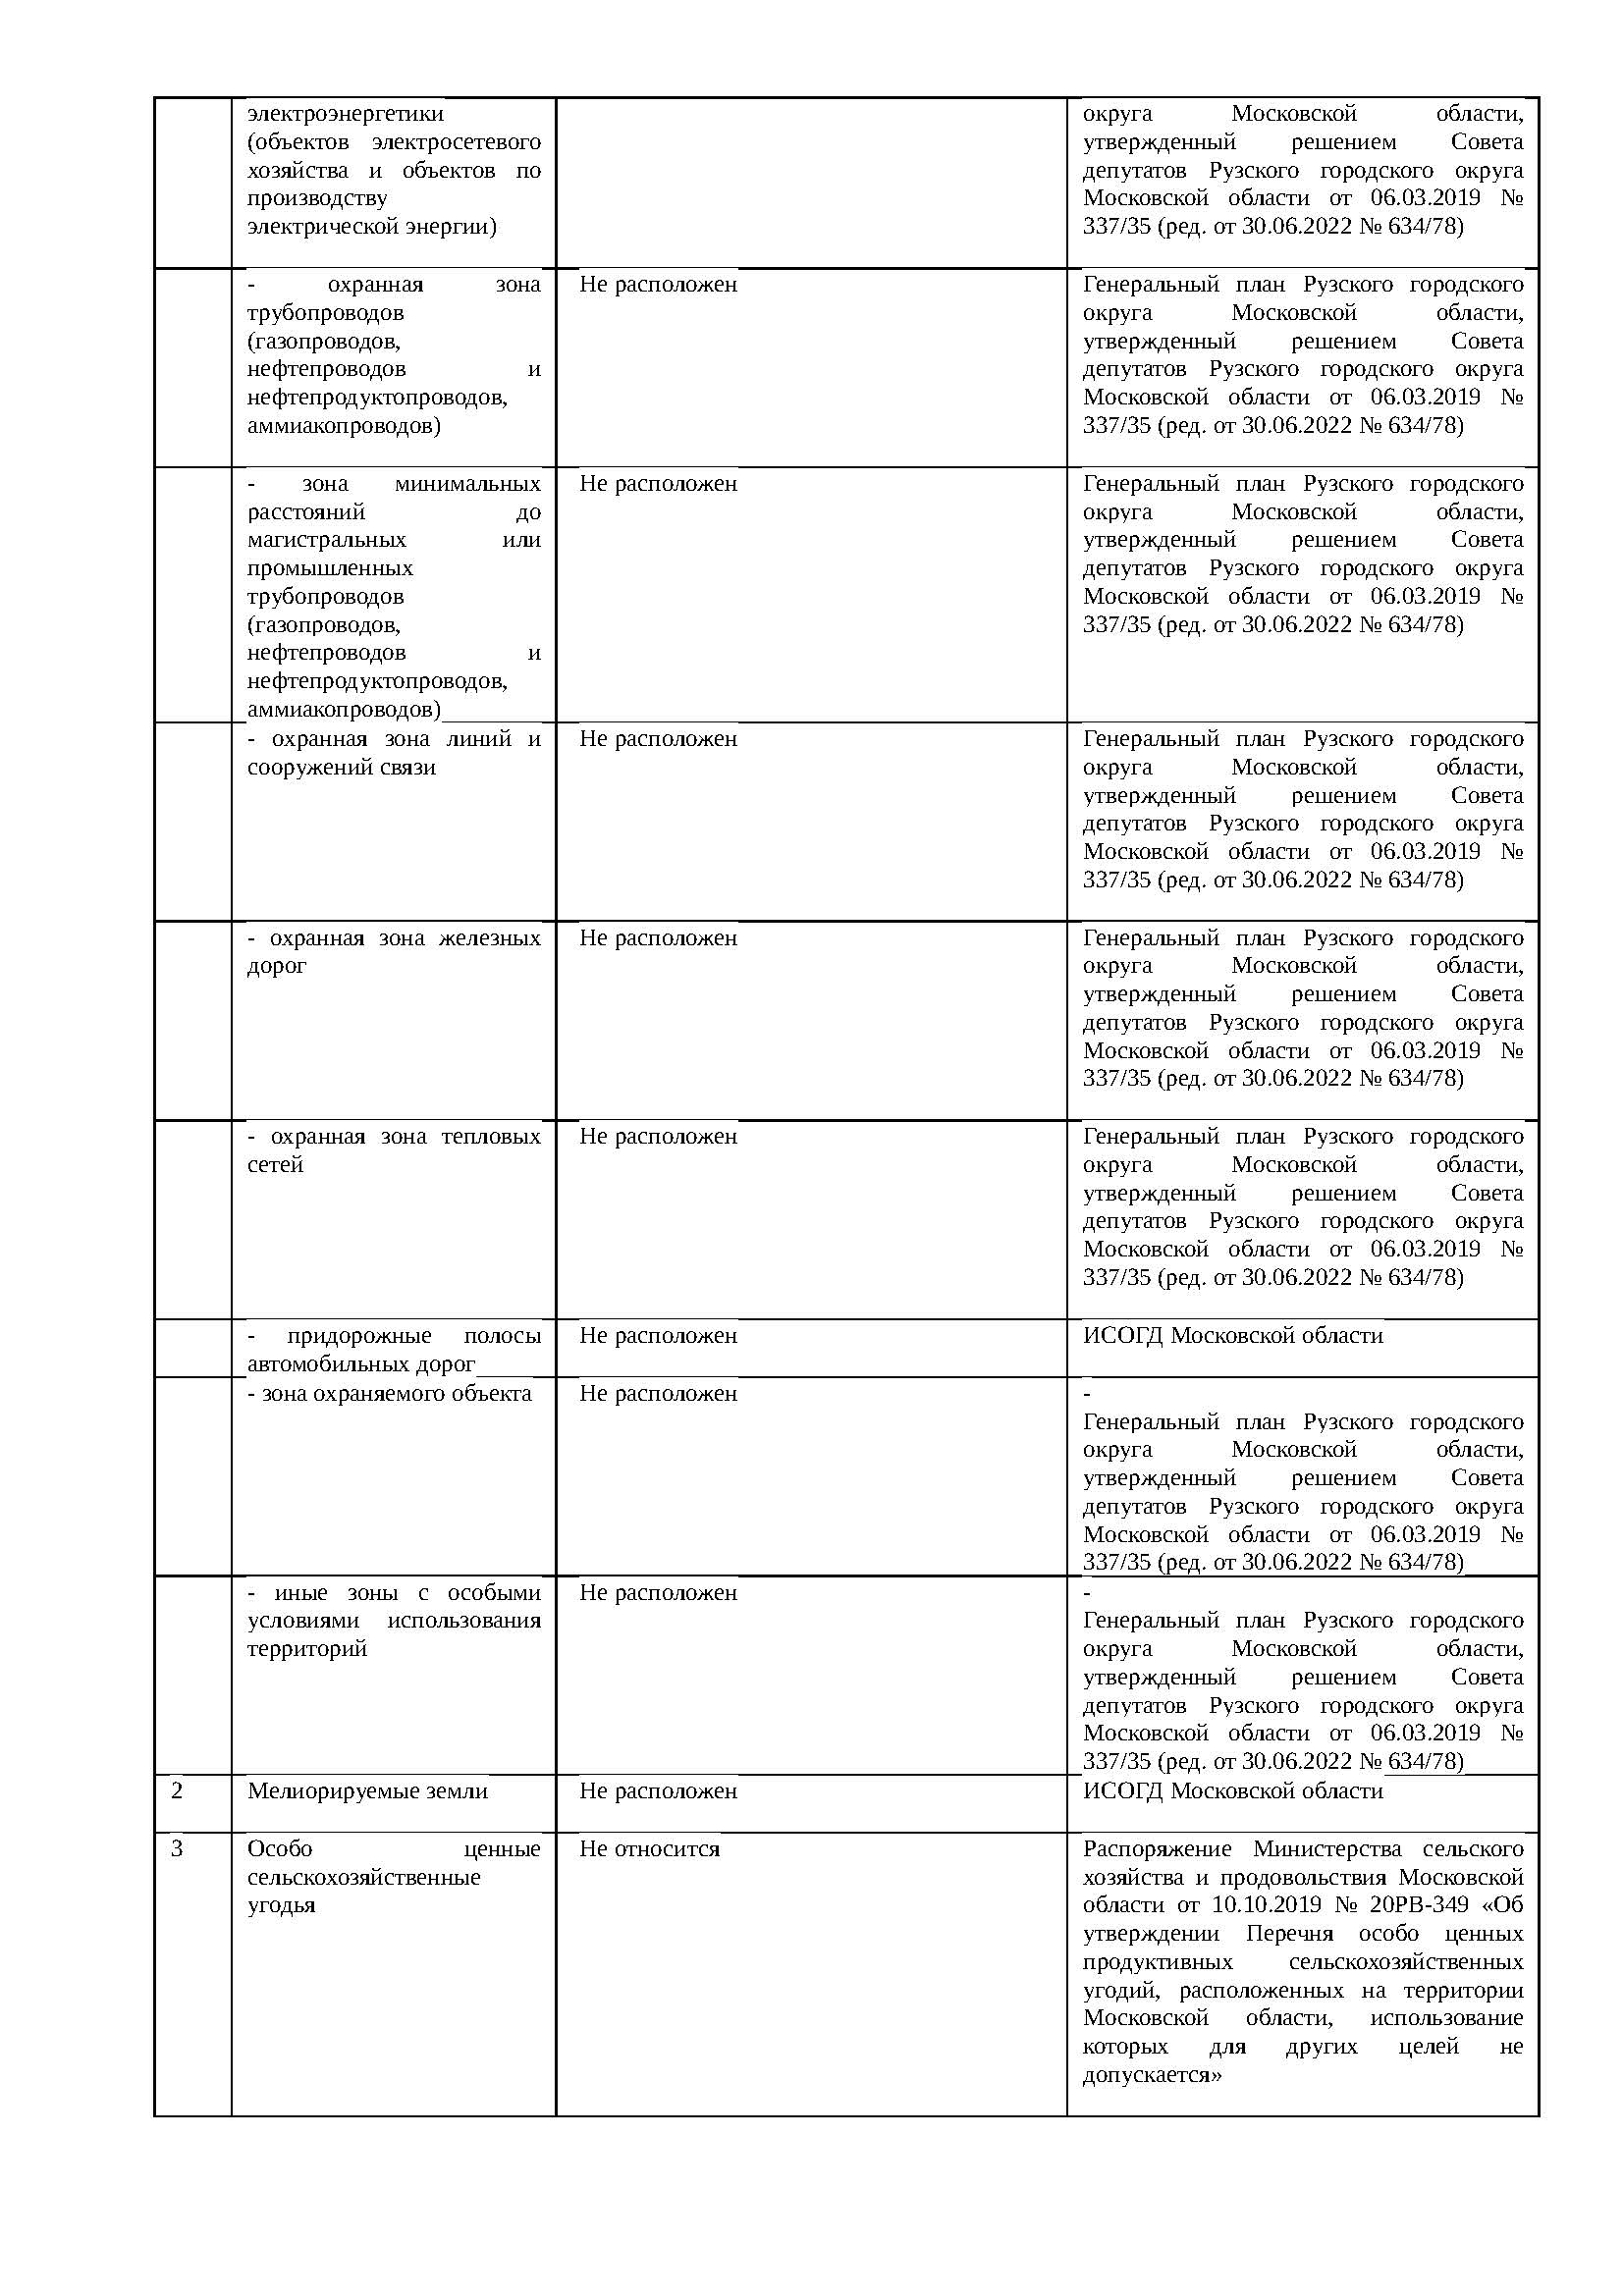 электроэнергетики
(объектов электросетевого
хозяйства и объектов по
производству
электрической энергии)
округа Московской области,
утвержденный решением Совета
депутатов Рузского городского округа
Московской области от 06.03.2019 №
337/35 (ред. от 30.06.2022 № 634/78)
- охранная зона
трубопроводов
(газопроводов,
нефтепроводов и
нефтепродуктопроводов,
аммиакопроводов)
Не расположен
Генеральный план Рузского городского
округа Московской области,
утвержденный решением Совета
депутатов Рузского городского округа
Московской области от 06.03.2019 №
337/35 (ред. от 30.06.2022 № 634/78)
- зона минимальных
расстояний до
магистральных или
промышленных
трубопроводов
(газопроводов,
нефтепроводов и
нефтепродуктопроводов,
аммиакопроводов)
Не расположен
Генеральный план Рузского городского
округа Московской области,
утвержденный решением Совета
депутатов Рузского городского округа
Московской области от 06.03.2019 №
337/35 (ред. от 30.06.2022 № 634/78)
- охранная зона линий и
сооружений связи
Не расположен
Генеральный план Рузского городского
округа Московской области,
утвержденный решением Совета
депутатов Рузского городского округа
Московской области от 06.03.2019 №
337/35 (ред. от 30.06.2022 № 634/78)
- охранная зона железных
дорог
Не расположен
Генеральный план Рузского городского
округа Московской области,
утвержденный решением Совета
депутатов Рузского городского округа
Московской области от 06.03.2019 №
337/35 (ред. от 30.06.2022 № 634/78)
- охранная зона тепловых
сетей
Не расположен
Генеральный план Рузского городского
округа Московской области,
утвержденный решением Совета
депутатов Рузского городского округа
Московской области от 06.03.2019 №
337/35 (ред. от 30.06.2022 № 634/78)
- придорожные полосы
автомобильных дорог
Не расположен
ИСОГД Московской области
- зона охраняемого объекта
Не расположен
-
Генеральный план Рузского городского
округа Московской области,
утвержденный решением Совета
депутатов Рузского городского округа
Московской области от 06.03.2019 №
337/35 (ред. от 30.06.2022 № 634/78)
- иные зоны с особыми
условиями использования
территорий
Не расположен
-
Генеральный план Рузского городского
округа Московской области,
утвержденный решением Совета
депутатов Рузского городского округа
Московской области от 06.03.2019 №
337/35 (ред. от 30.06.2022 № 634/78)
2
Мелиорируемые земли
Не расположен
ИСОГД Московской области
3
Особо ценные
сельскохозяйственные
угодья
Не относится
Распоряжение Министерства сельского
хозяйства и продовольствия Московской
области от 10.10.2019 № 20РВ-349 «Об
утверждении Перечня особо ценных
продуктивных сельскохозяйственных
угодий, расположенных на территории
Московской области, использование
которых для других целей не
допускается»